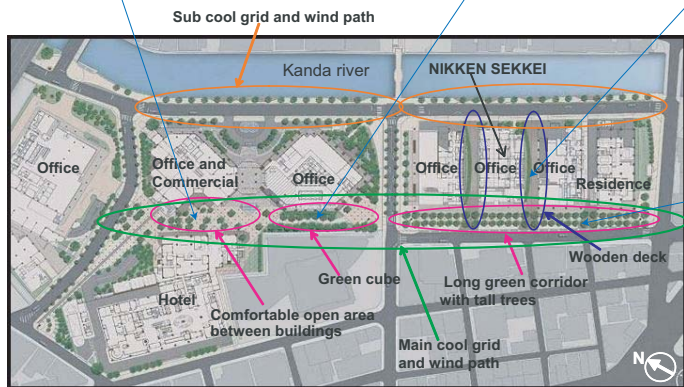 Sub cool grid and wind path
Kanda river
NIKKEN SEKKEI
Office
Office and
Commercial
Office
Office
Office
Office
Residence
Wooden deck
Green cube
Long green corridor
with tall trees
Hotel
Comfortable open area
between buildings
Main cool grid
and wind path
N